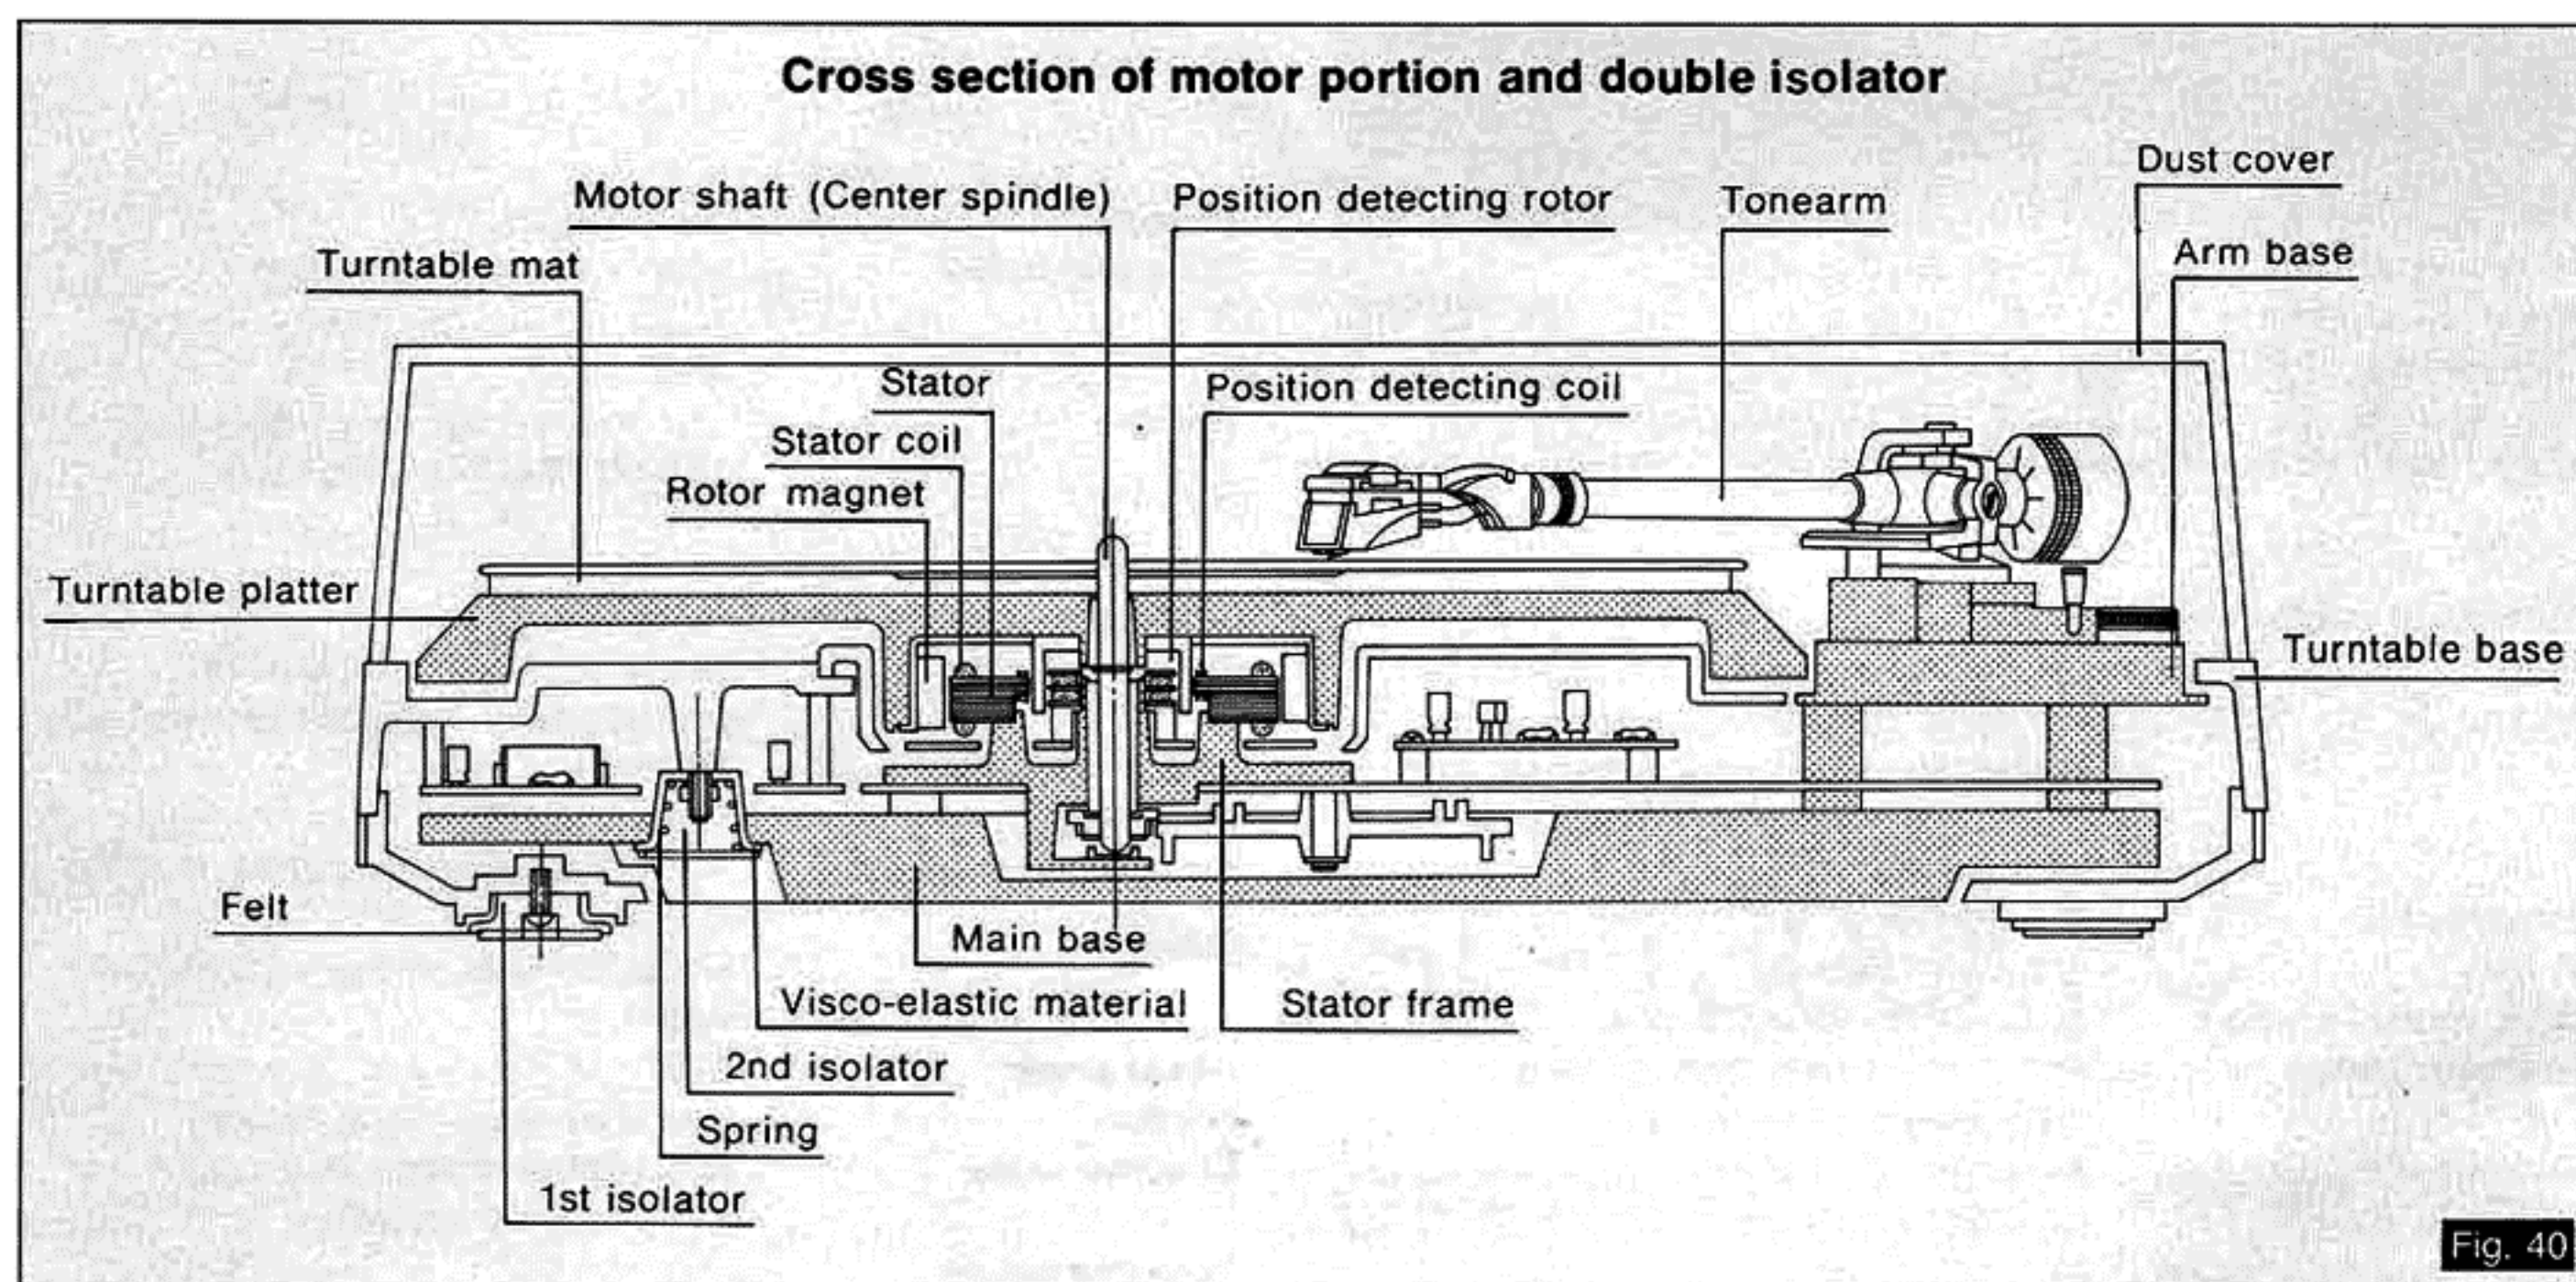 Cross section of motor portion and double isolator
Dust cover
Motor shaft (Center spindle)
Position detecting rotor
Tonearm
Arm base
Turntable mat
Stator
Position detecting coil
Stator coil
Rotor magnet
Turntable platter
Turntable base
Felt
Main base
Visco-elastic material
Stator frame
2nd isolator
Spring
1st isolator
Fig. 40